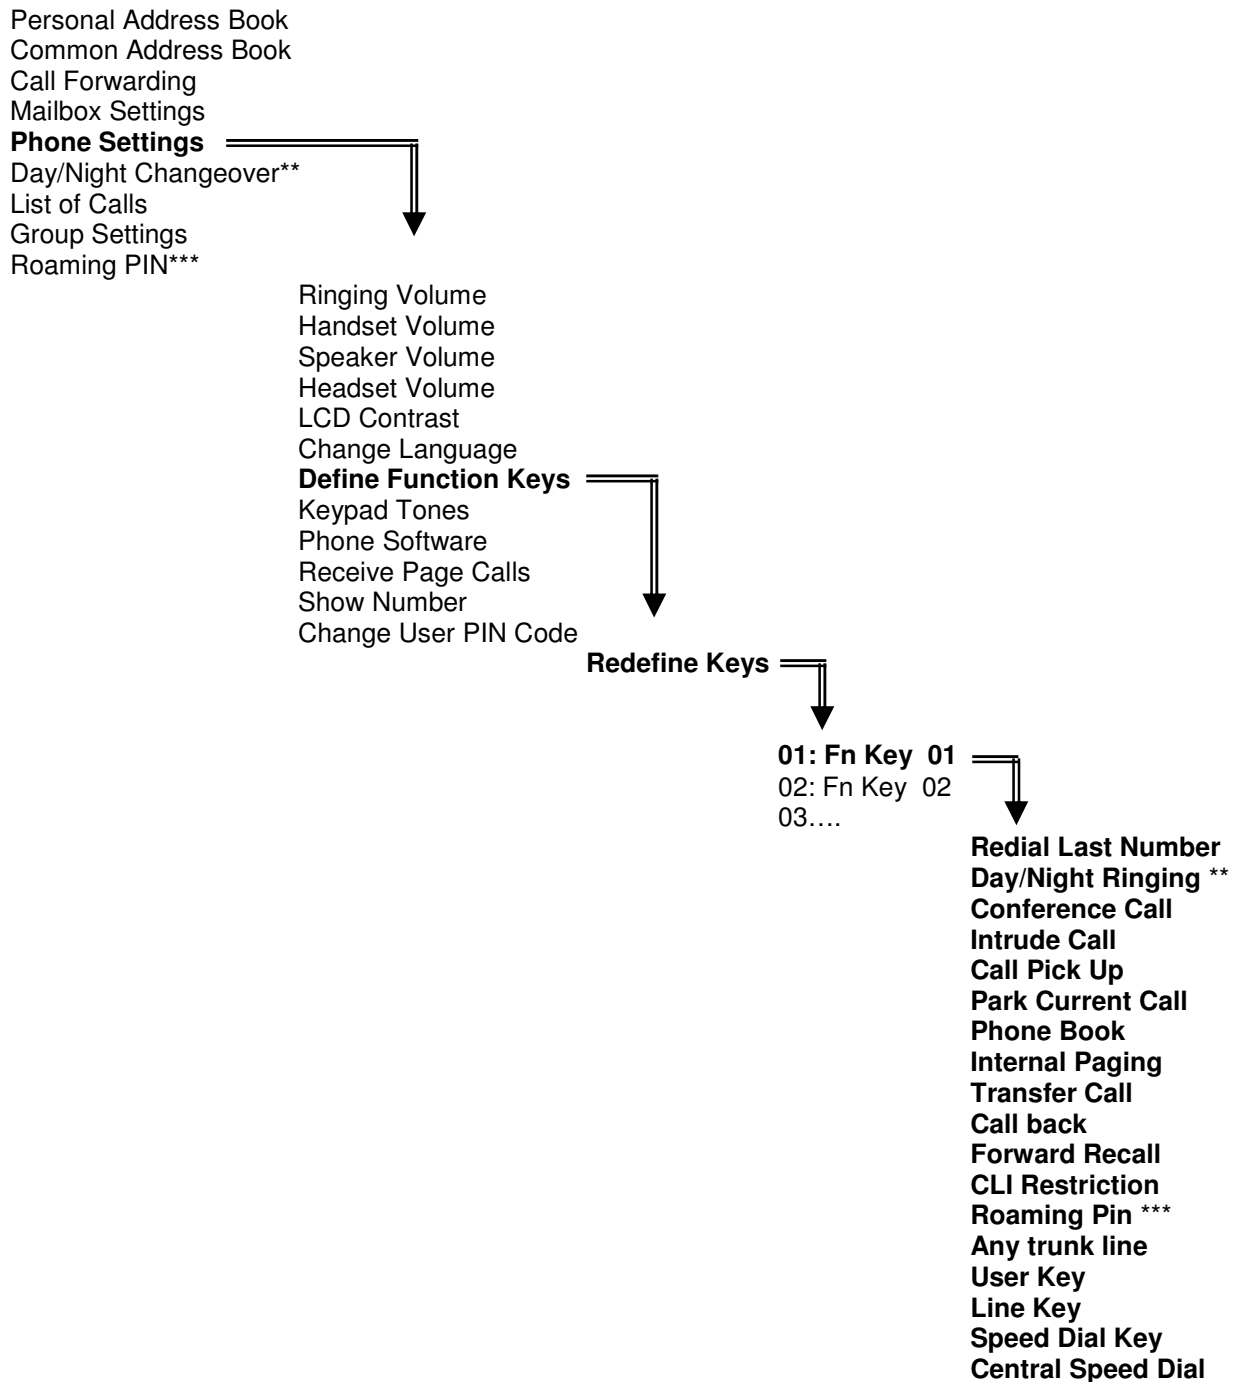 Personal Address Book
Common Address Book
Call Forwarding
Mailbox Settings
Phone Settings
Day/Night Changeover**
List of Calls
Group Settings
Roaming PIN***
Ringing Volume
Handset Volume
Speaker Volume
Headset Volume
LCD Contrast
Change Language
Define Function Keys
Keypad Tones
Phone Software
Receive Page Calls
Show Number
Change User PIN Code
Redefine Keys
01: Fn Key 01
02: Fn Key 02
03….
Redial Last Number
Day/Night Ringing **
Conference Call
Intrude Call
Call Pick Up
Park Current Call
Phone Book
Internal Paging
Transfer Call
Call back
Forward Recall
CLI Restriction
Roaming Pin ***
Any trunk line
User Key
Line Key
Speed Dial Key
Central Speed Dial